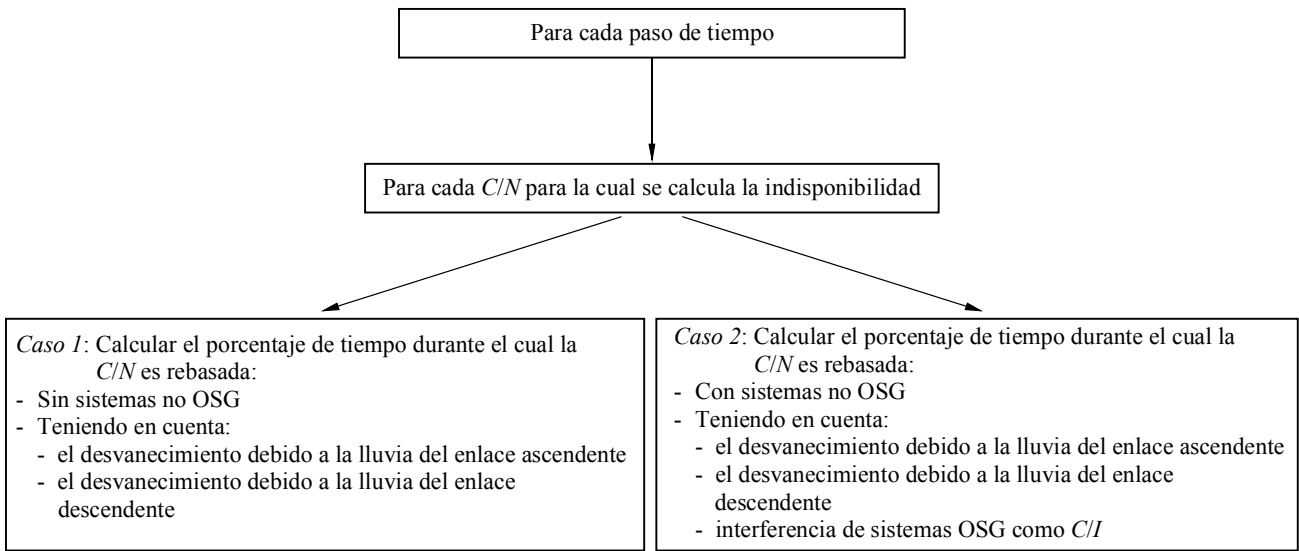 Para cada paso de tiempo
Para cada C/N para la cual se calcula la indisponibilidad
Caso 1: Calcular el porcentaje de tiempo durante el cual la
C/N es rebasada:
- Sin sistemas no OSG
- Teniendo en cuenta:
- el desvanecimiento debido a la lluvia del enlace ascendente
- el desvanecimiento debido a la lluvia del enlace
descendente
Caso 2: Calcular el porcentaje de tiempo durante el cual la
C/N es rebasada:
- Con sistemas no OSG
- Teniendo en cuenta:
- el desvanecimiento debido a la lluvia del enlace ascendente
- el desvanecimiento debido a la lluvia del enlace
descendente
- interferencia de sistemas OSG como C/I